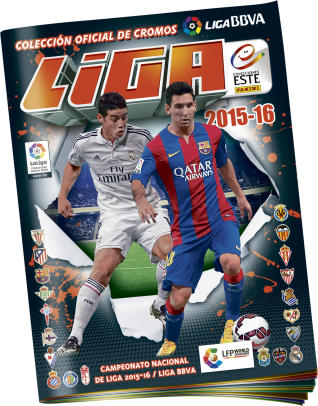 COLECCIÓN OFICIAL DE CROMOS LIGA BBVA
LiGA
COLECCIONES
ESTE
PANINI
2015-16
LaLiga
Fly
Emirates
QATAR
AIRWAYS
CAMPEONATO NACIONAL
DE LIGA 2015-16 / LIGA BBVA
LFP WORLD